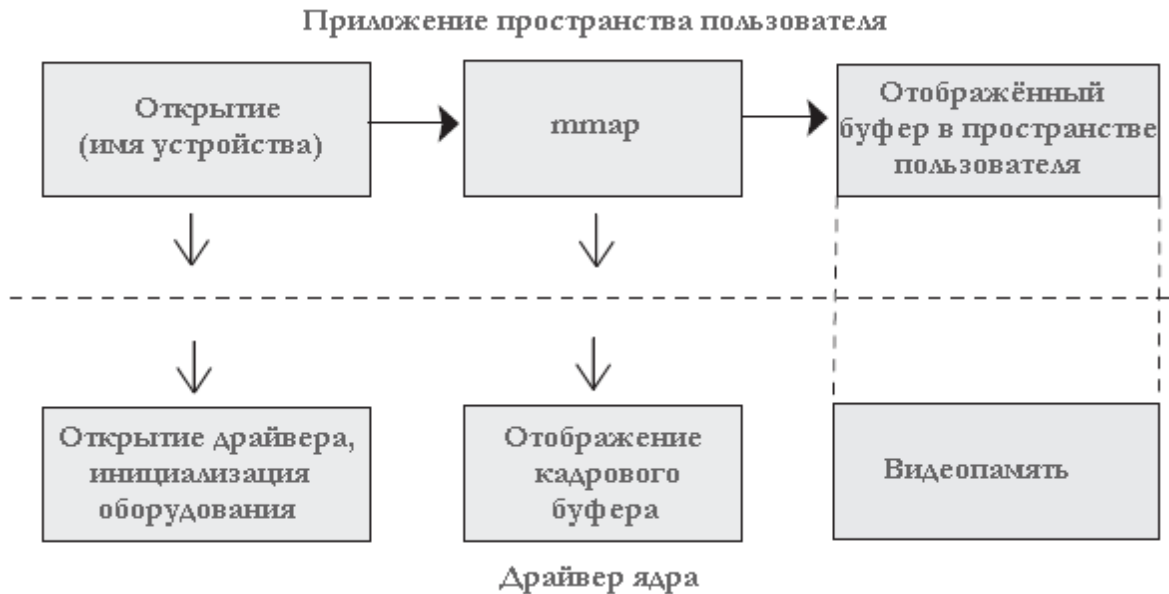 Приложение пространства пользователя
Открытие
(имя устройства)
mmap
Отображённый
буфер в пространстве
пользователя
Открытие драйвера,
инициализация
оборудования
Отображение
кадрового
буфера
Видеопамять
Драйвер ядра